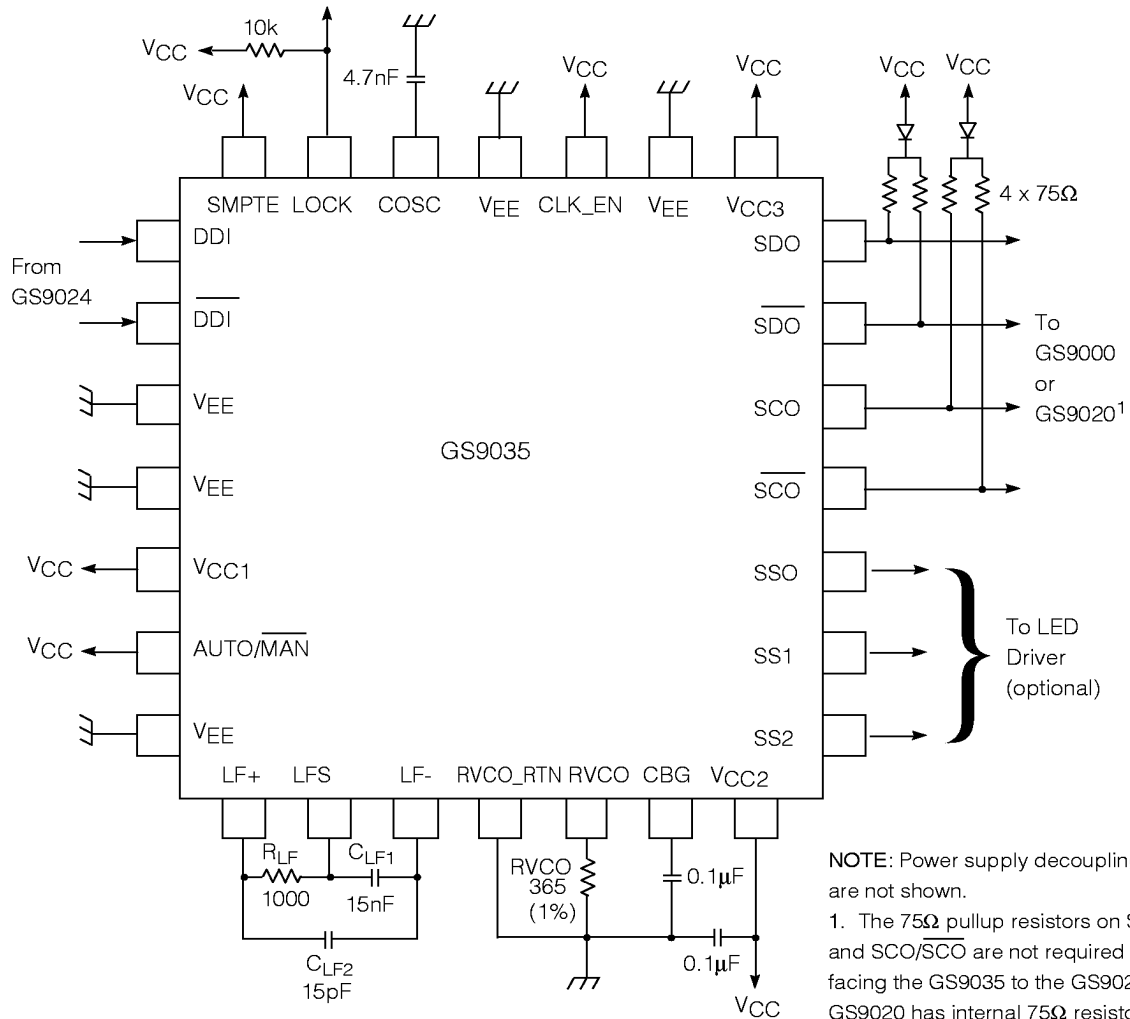 10k
VCC
VCC
4.7nF
VCC
VCC
VCC
VCC
SMPTE LOCK COSC VEE CLK_EN VEE VCC3
4 x 75Ω
From
GS9024
DDI
DDI
VEE
VEE
VCC
VCC1
VCC
AUTO/MAN
VEE
GS9035
SDO
SDO
SCO
SCO
SSO
SS1
SS2
To
GS9000
or
GS9020¹
To LED
Driver
(optional)
LF+ LFS LF- RVCO_RTN RVCO CBG VCC2
RLF
1000
CLF1
15nF
CLF2
15pF
RVCO
365
(1%)
0.1µF
0.1µF
VCC
NOTE: Power supply decouplin
are not shown.
1. The 75Ω pullup resistors on S
and SCO/SCO are not required
facing the GS9035 to the GS902
GS9020 has internal 75Ω resisto